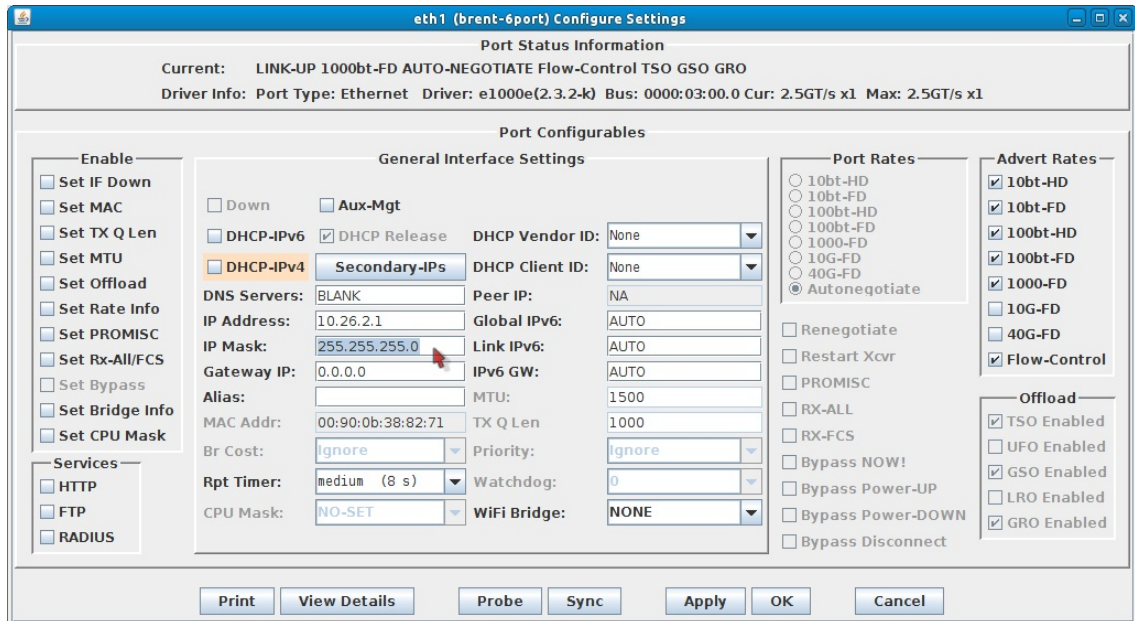 eth1 (brent-6port) Configure Settings
Port Status Information
Current: LINK-UP 1000bt-FD AUTO-NEGOTIATE Flow-Control TSO GSO GRO
Driver Info: Port Type: Ethernet Driver: e1000e(2.3.2-k) Bus: 0000:03:00.0 Cur: 2.5GT/s x1 Max: 2.5GT/s x1
Port Configurables
Enable
Set IF Down
Set MAC
Set TX Q Len
Set MTU
Set Offload
Set Rate Info
Set PROMISC
Set Rx-All/FCS
Set Bypass
Set Bridge Info
Set CPU Mask
Services
HTTP
FTP
RADIUS
General Interface Settings
Down Aux-Mgt
DHCP-IPv6 DHCP Release DHCP Vendor ID: None
DHCP-IPv4 Secondary-IPs DHCP Client ID: None
DNS Servers: BLANK Peer IP: NA
IP Address: 10.26.2.1 Global IPv6: AUTO
IP Mask: 255.255.255.0 Link IPv6: AUTO
Gateway IP: 0.0.0.0 IPv6 GW: AUTO
Alias: MTU: 1500
MAC Addr: 00:90:0b:38:82:71 TX Q Len 1000
Br Cost: Ignore Priority: Ignore
Rpt Timer: medium (8 s) Watchdog: 0
CPU Mask: NO-SET WiFi Bridge: NONE
Port Rates
10bt-HD
10bt-FD
100bt-HD
100bt-FD
1000-FD
10G-FD
40G-FD
Autonegotiate
Renegotiate
Restart Xcvr
PROMISC
RX-ALL
RX-FCS
Bypass NOW!
Bypass Power-UP
Bypass Power-DOWN
Bypass Disconnect
Advert Rates
10bt-HD
10bt-FD
100bt-HD
100bt-FD
1000-FD
10G-FD
40G-FD
Flow-Control
Offload
TSO Enabled
UFO Enabled
GSO Enabled
LRO Enabled
GRO Enabled
Print View Details Probe Sync Apply OK Cancel